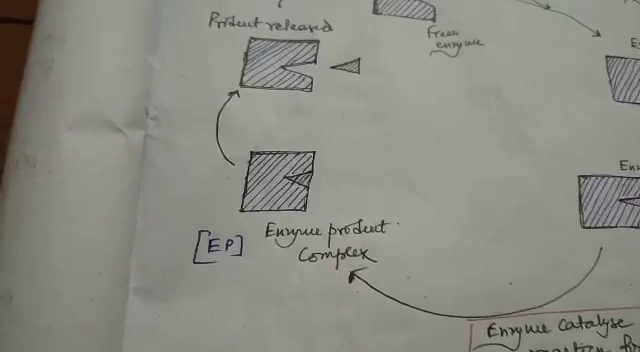 Product released
Free
enzyme
Enzyme product
complex
[EP]
Enzyme catalyse